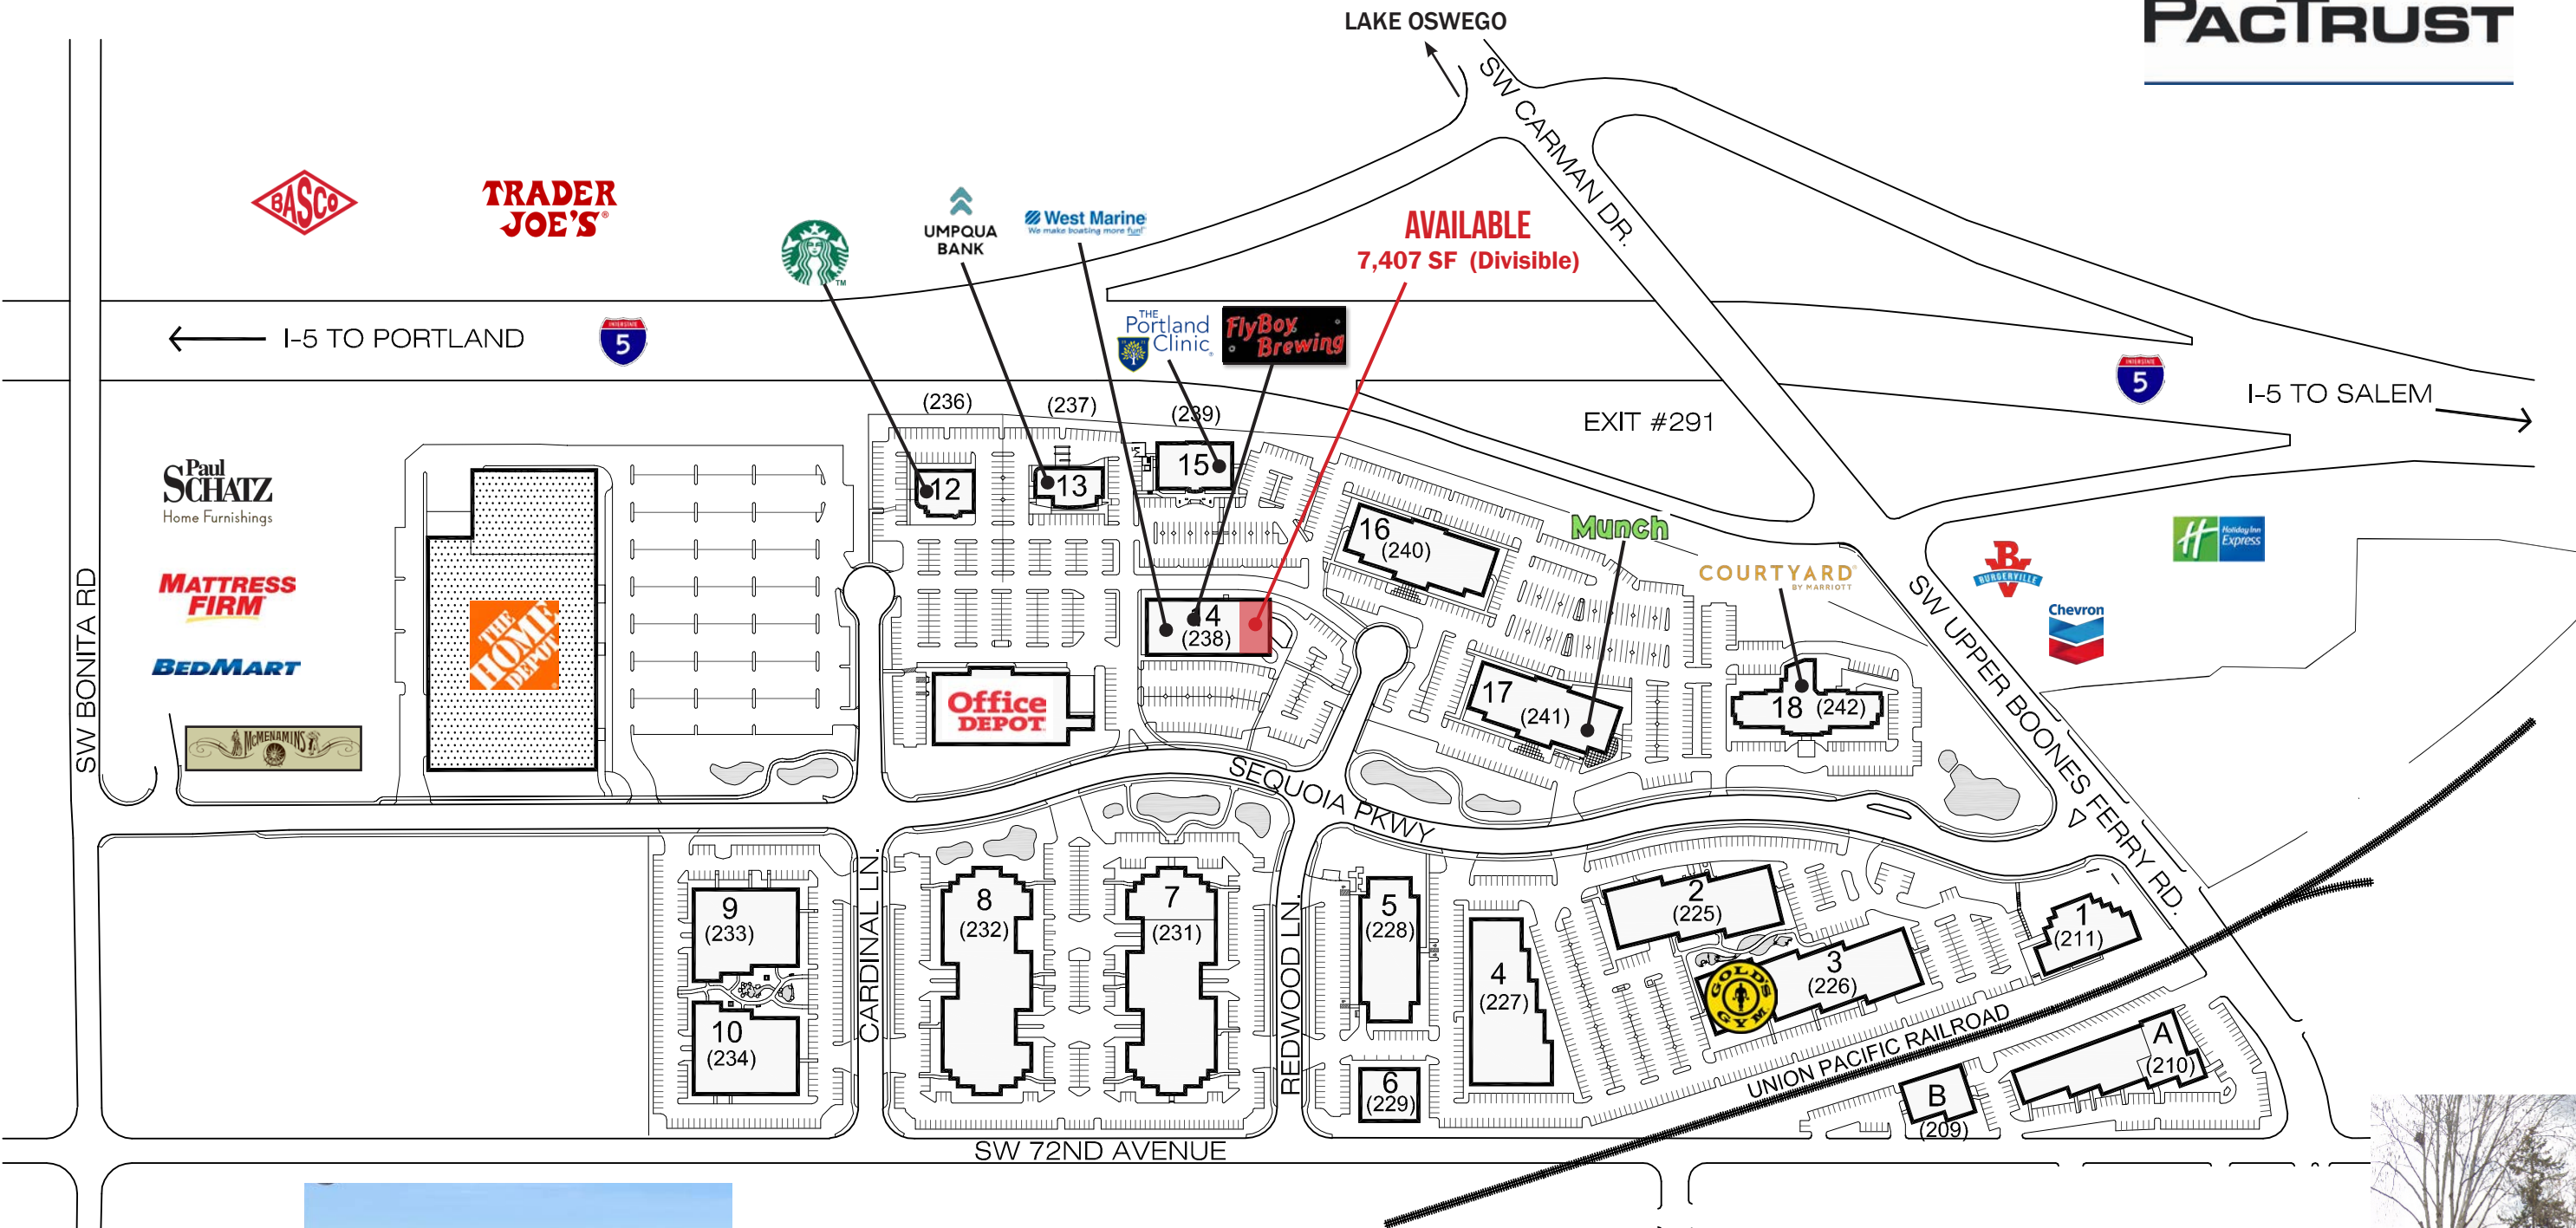 PACTRUST
LAKE OSWEGO
SW CARMAN DR.
BASCO
TRADER
JOE'S®
TM
UMPQUA
BANK
West Marine
We make boating more fun!
AVAILABLE
7,407 SF (Divisible)
I-5 TO PORTLAND
INTERSTATE
5
THE
Portland
Clinic
FlyBoy
Brewing
INTERSTATE
5
I-5 TO SALEM
EXIT #291
(236)
(237)
(239)
12
13
15
Paul
SCHATZ
Home Furnishings
MATTRESS
FIRM
BEDMART
MCMENAMINS
SW BONITA RD
THE
HOME
DEPOT
Office
DEPOT
14
(238)
16
(240)
Munch
17
(241)
COURTYARD®
BY MARRIOTT
18 (242)
BURGERVILLE
Holiday Inn
Express
Chevron
SW UPPER BOONES FERRY RD.
SEQUOIA PKWY
9
(233)
10
(234)
CARDINAL LN.
8
(232)
7
(231)
REDWOOD LN.
5
(228)
6
(229)
4
(227)
2
(225)
3
(226)
GOLD'S
GYM
1
(211)
UNION PACIFIC RAILROAD
A
(210)
B
(209)
SW 72ND AVENUE